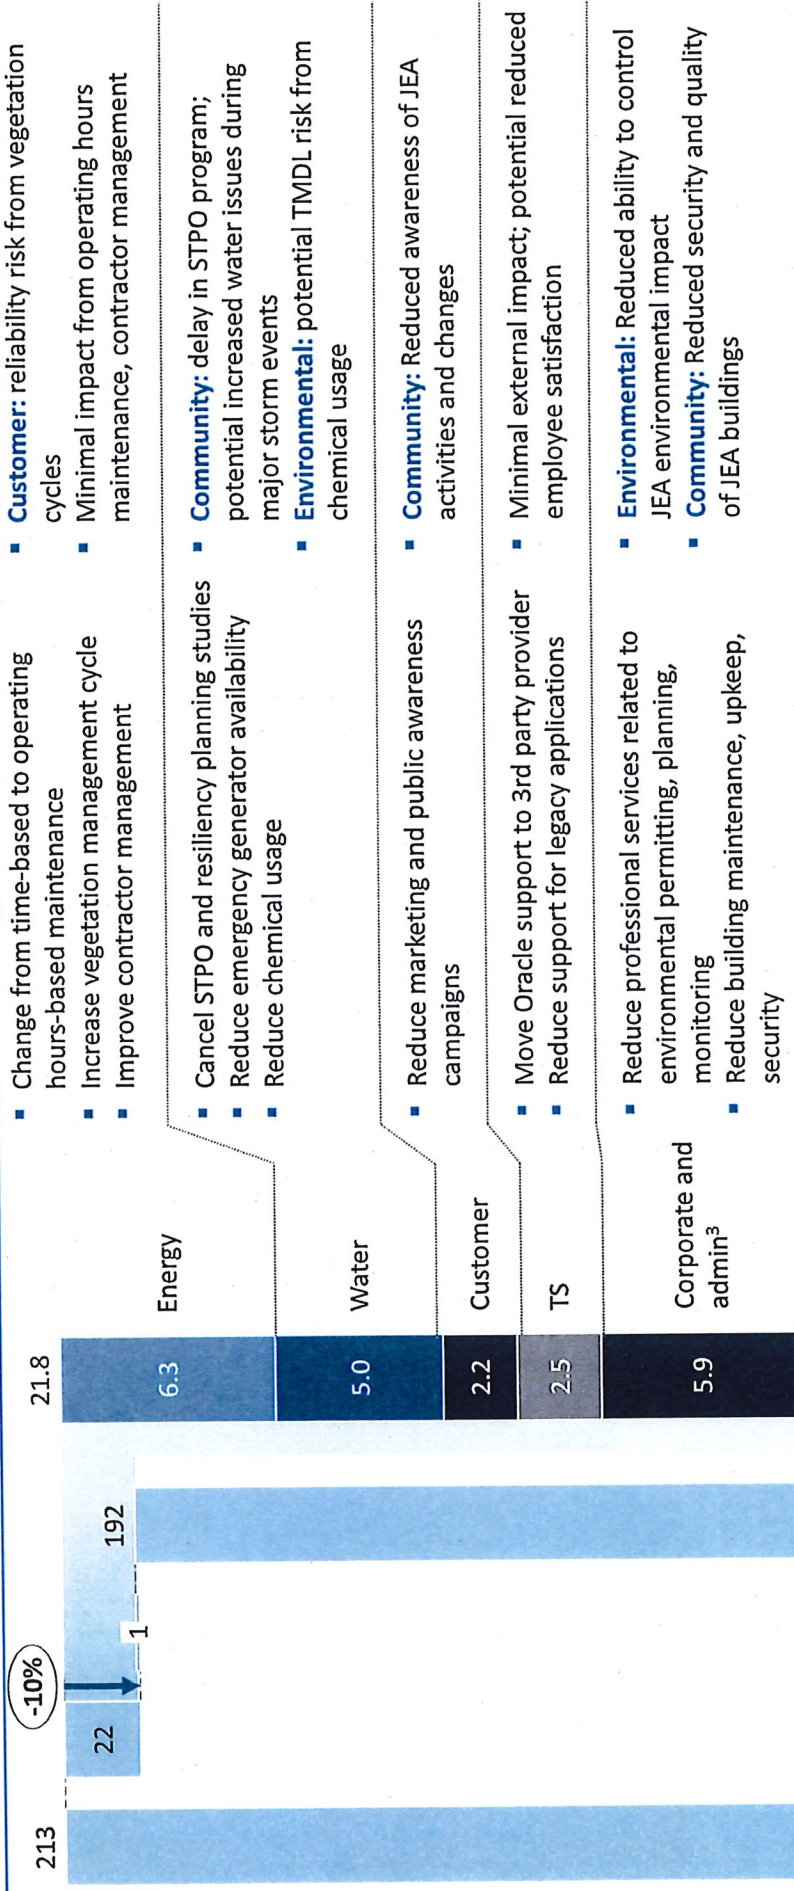 213
22
-10%
1
192
21.8
6.3
5.0
2.2
2.5
5.9
Energy
Water
Customer
TS
Corporate and
admin³
▪ Change from time-based to operating
hours-based maintenance
▪ Increase vegetation management cycle
▪ Improve contractor management
▪ Customer: reliability risk from vegetation
cycles
▪ Minimal impact from operating hours
maintenance, contractor management
▪ Cancel STPO and resiliency planning studies
▪ Reduce emergency generator availability
▪ Reduce chemical usage
▪ Community: delay in STPO program;
potential increased water issues during
major storm events
▪ Environmental: potential TMDL risk from
chemical usage
▪ Reduce marketing and public awareness
campaigns
▪ Community: Reduced awareness of JEA
activities and changes
▪ Move Oracle support to 3rd party provider
▪ Reduce support for legacy applications
▪ Minimal external impact; potential reduced
employee satisfaction
▪ Reduce professional services related to
environmental permitting, planning,
monitoring
▪ Reduce building maintenance, upkeep,
security
▪ Environmental: Reduced ability to control
JEA environmental impact
▪ Community: Reduced security and quality
of JEA buildings